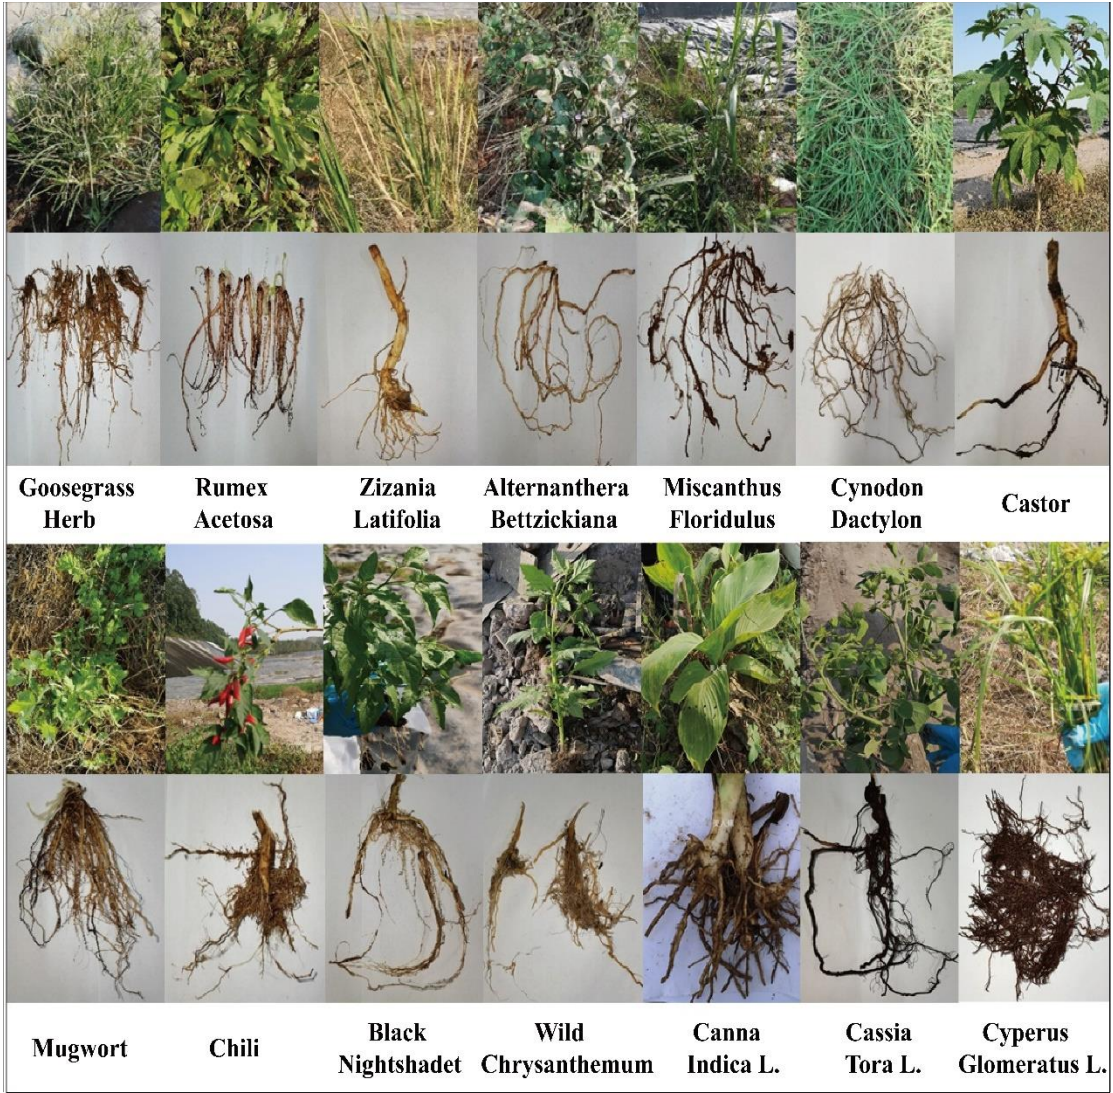 Goosegrass Herb
Rumex Acetosa
Zizania Latifolia
Alternanthera Bettzickiana
Miscanthus Floridulus
Cynodon Dactylon
Castor
Mugwort
Chili
Black Nightshadet
Wild Chrysanthemum
Canna Indica L.
Cassia Tora L.
Cyperus Glomeratus L.